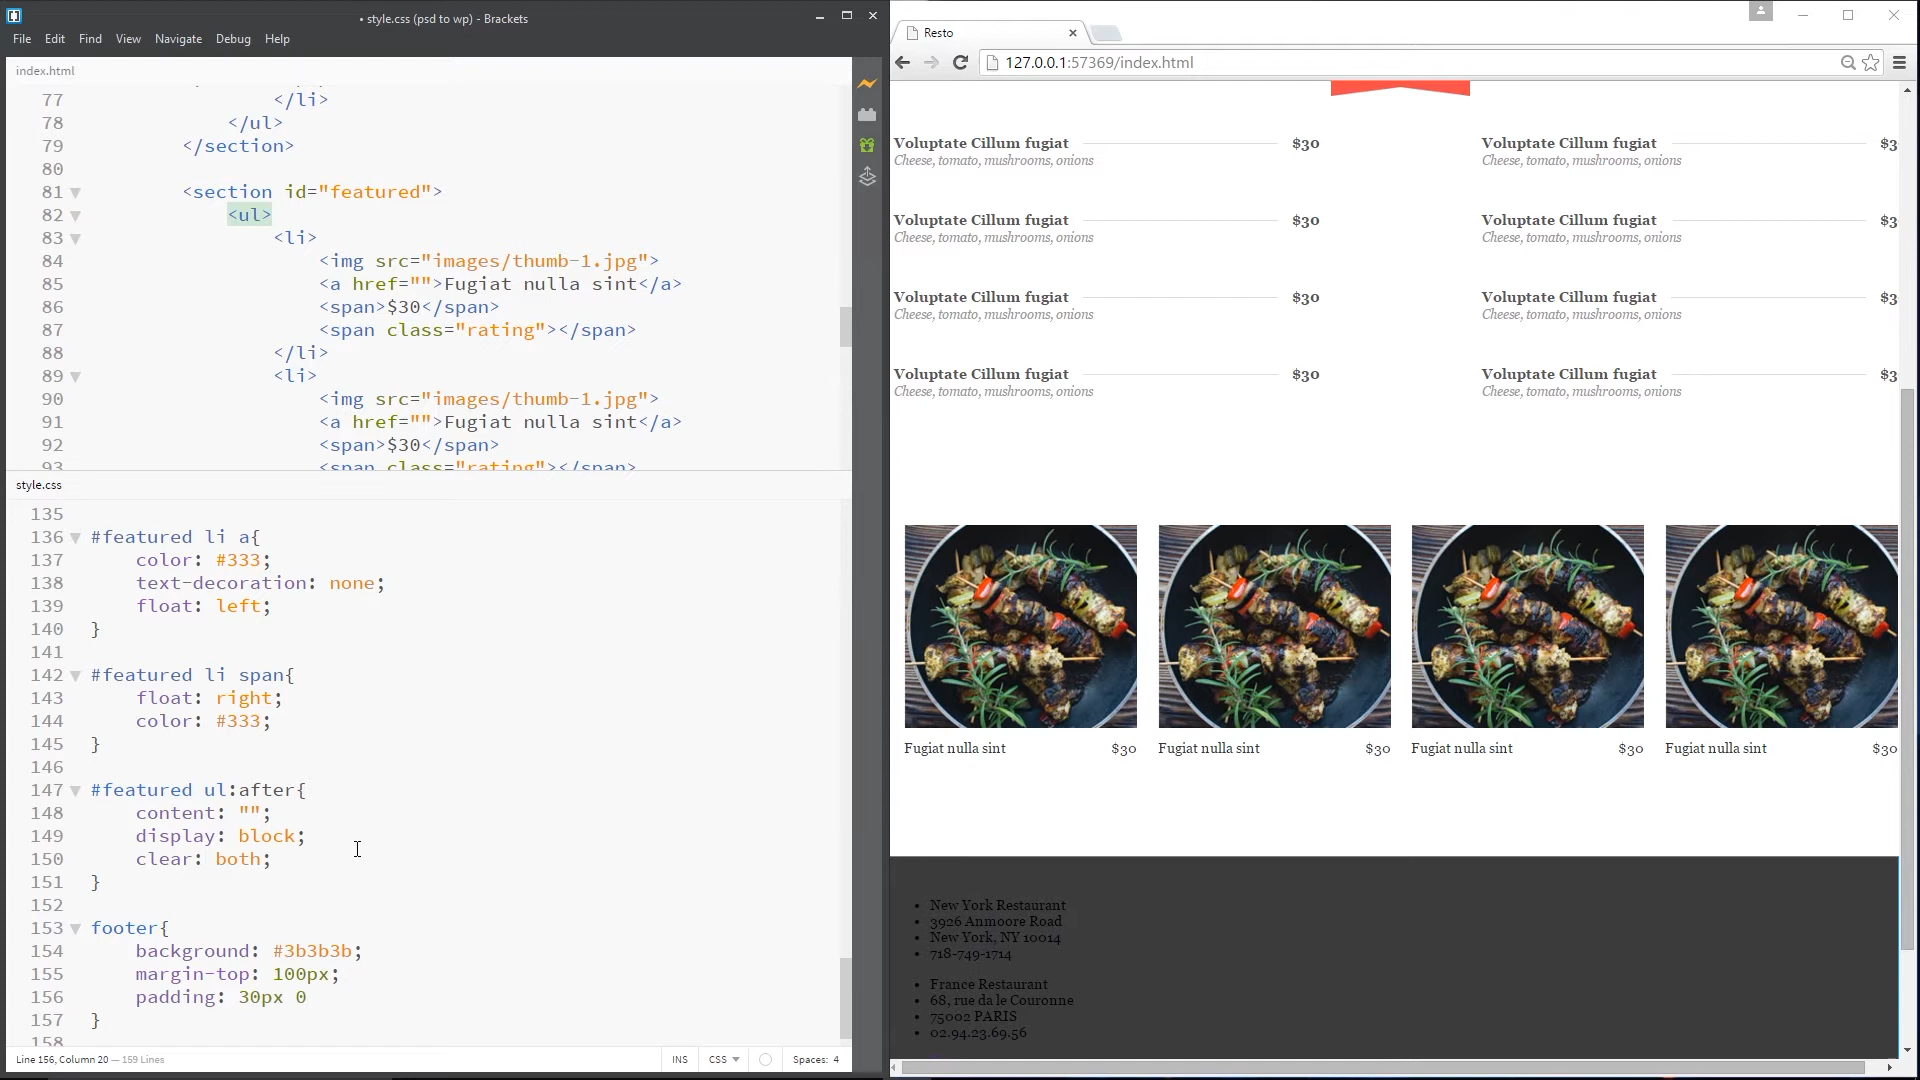 • style.css (psd to wp) - Brackets
File Edit Find View Navigate Debug Help
index.html
77 </li>
78 </ul>
79 </section>
80
81 <section id="featured">
82 <ul>
83 <li>
84 <img src="images/thumb-1.jpg">
85 <a href="">Fugiat nulla sint</a>
86 <span>$30</span>
87 <span class="rating"></span>
88 </li>
89 <li>
90 <img src="images/thumb-1.jpg">
91 <a href="">Fugiat nulla sint</a>
92 <span>$30</span>
93 <span class="rating"></span>
style.css
135
136 #featured li a{
137 color: #333;
138 text-decoration: none;
139 float: left;
140 }
141
142 #featured li span{
143 float: right;
144 color: #333;
145 }
146
147 #featured ul:after{
148 content: "";
149 display: block;
150 clear: both;
151 }
152
153 footer{
154 background: #3b3b3b;
155 margin-top: 100px;
156 padding: 30px 0
157 }
158
Line 156, Column 20 — 159 Lines
INS CSS Spaces: 4
Resto
127.0.0.1:57369/index.html
Voluptate Cillum fugiat $30 Voluptate Cillum fugiat $3
Cheese, tomato, mushrooms, onions Cheese, tomato, mushrooms, onions
Voluptate Cillum fugiat $30 Voluptate Cillum fugiat $3
Cheese, tomato, mushrooms, onions Cheese, tomato, mushrooms, onions
Voluptate Cillum fugiat $30 Voluptate Cillum fugiat $3
Cheese, tomato, mushrooms, onions Cheese, tomato, mushrooms, onions
Voluptate Cillum fugiat $30 Voluptate Cillum fugiat $3
Cheese, tomato, mushrooms, onions Cheese, tomato, mushrooms, onions
Fugiat nulla sint $30 Fugiat nulla sint $30 Fugiat nulla sint $30 Fugiat nulla sint $30
• New York Restaurant
• 3926 Anmoore Road
• New York, NY 10014
• 718-749-1714
• France Restaurant
• 68, rue da le Couronne
• 75002 PARIS
• 02.94.23.69.56